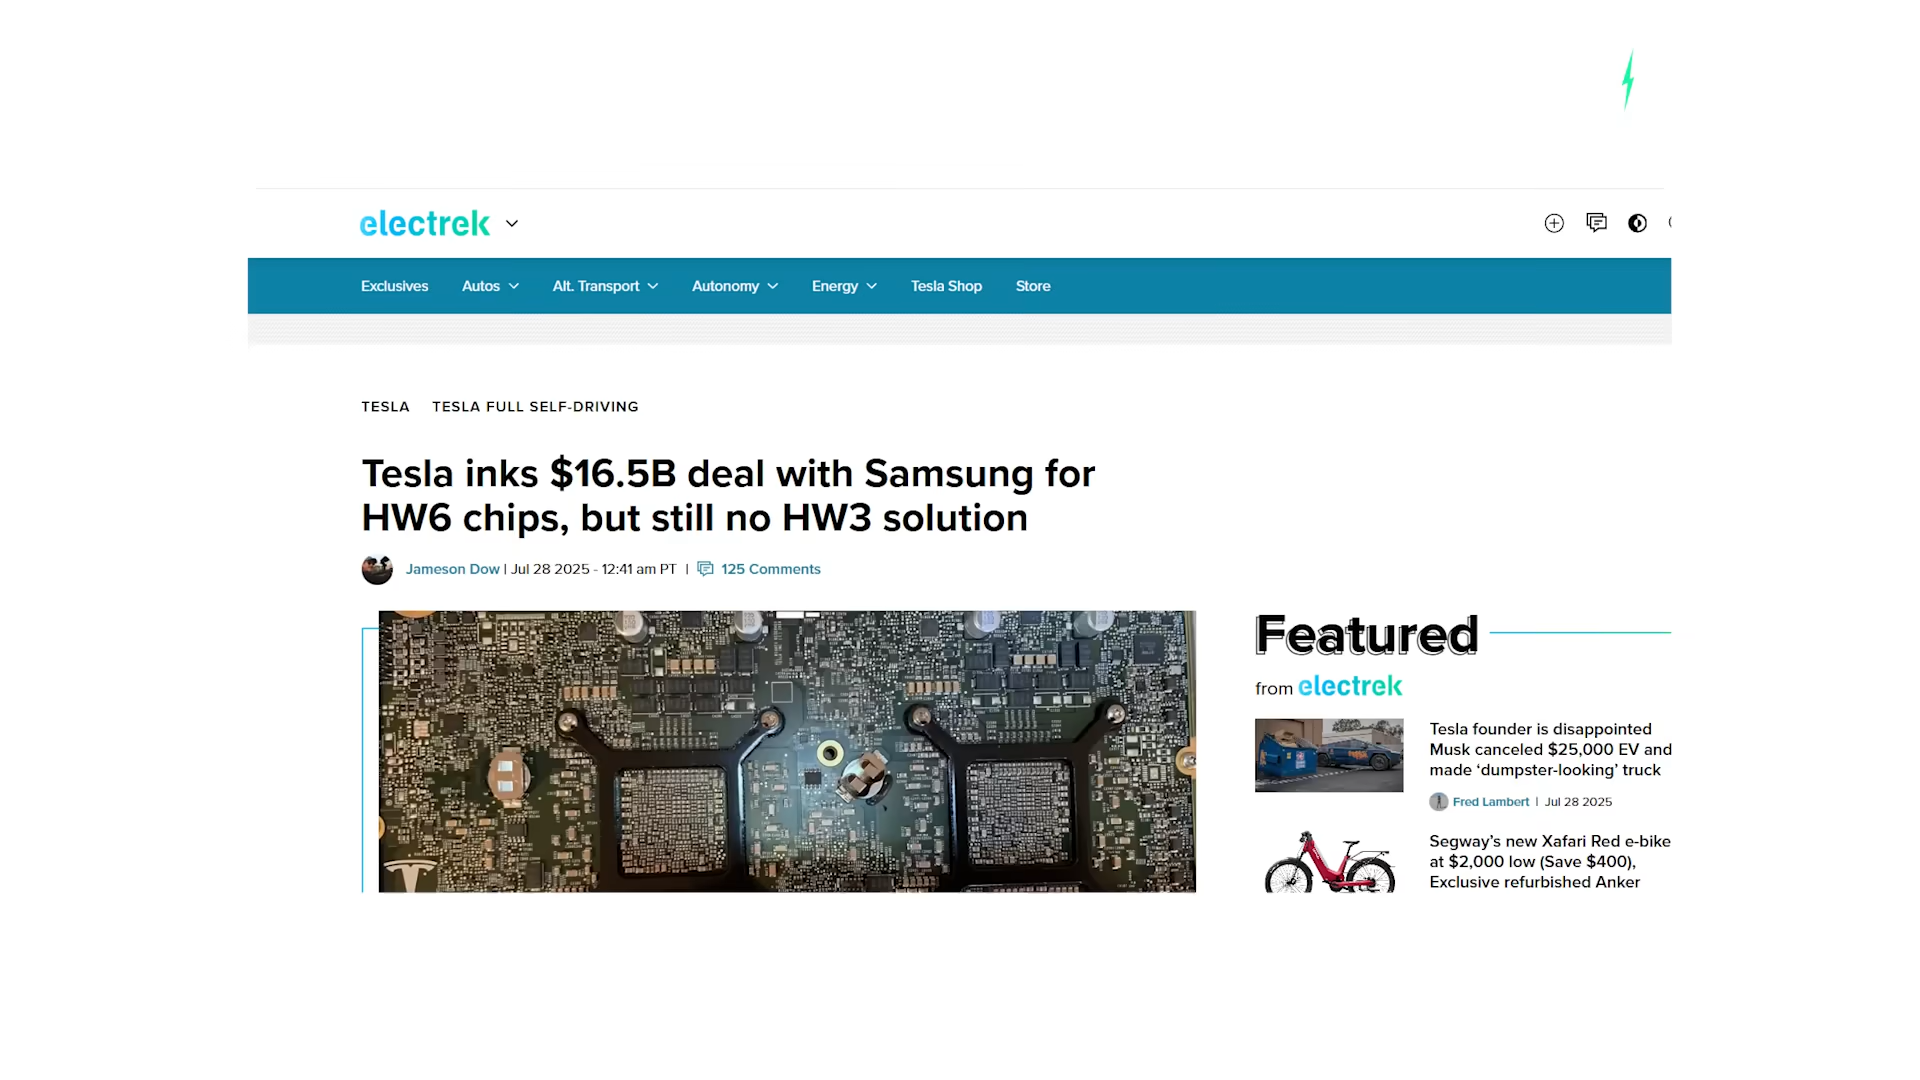 electrek
Exclusives Autos Alt. Transport Autonomy Energy Tesla Shop Store
TESLA TESLA FULL SELF-DRIVING
Tesla inks $16.5B deal with Samsung for
HW6 chips, but still no HW3 solution
Jameson Dow | Jul 28 2025 - 12:41 am PT | 125 Comments
Featured
from electrek
Tesla founder is disappointed
Musk canceled $25,000 EV and
made ‘dumpster-looking’ truck
Fred Lambert | Jul 28 2025
Segway’s new Xafari Red e-bike
at $2,000 low (Save $400),
Exclusive refurbished Anker